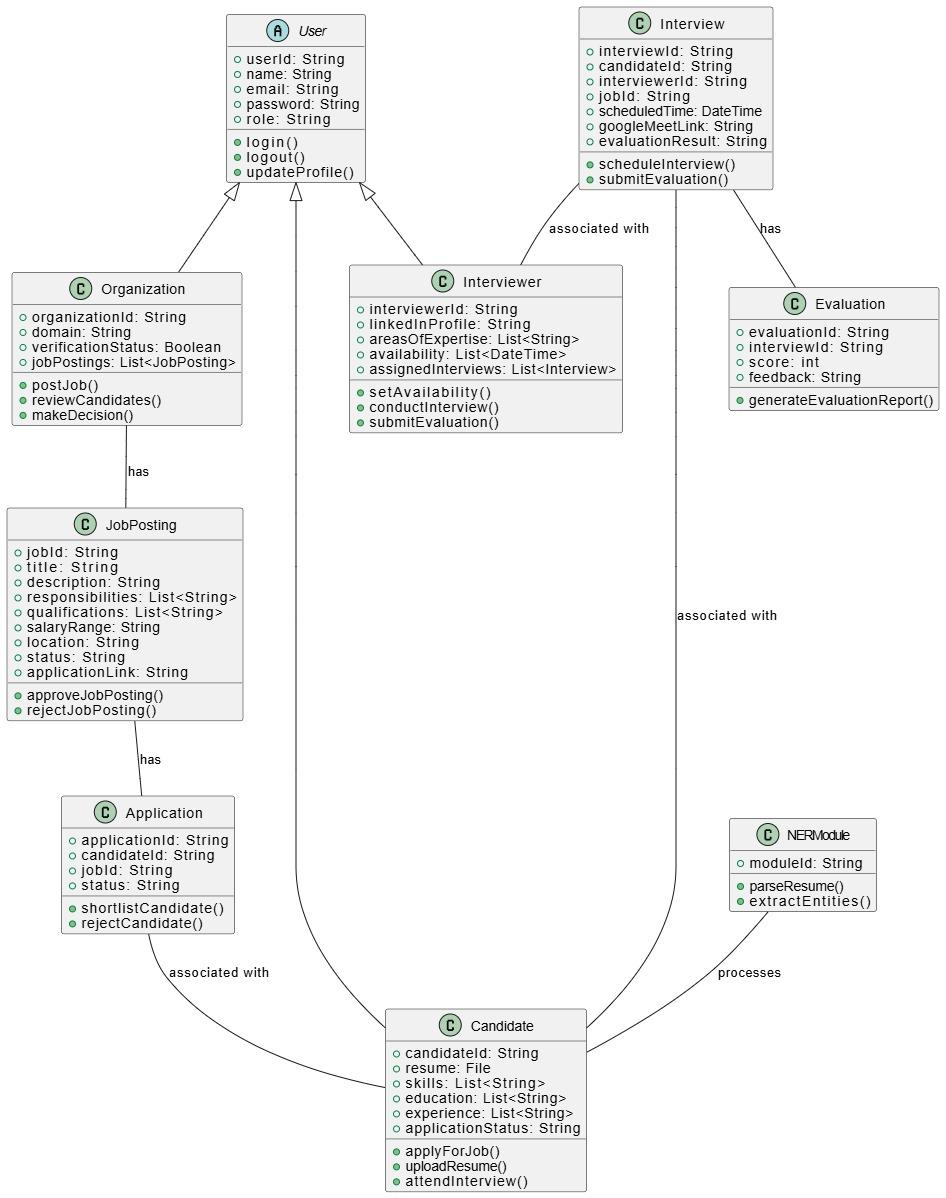 A User
userId: String
name: String
email: String
password: String
role: String
login()
logout()
updateProfile()
C Interview
interviewId: String
candidateId: String
interviewerId: String
jobId: String
scheduledTime: DateTime
googleMeetLink: String
evaluationResult: String
scheduleInterview()
submitEvaluation()
associated with
has
C Organization
organizationId: String
domain: String
verificationStatus: Boolean
jobPostings: List<JobPosting>
postJob()
reviewCandidates()
makeDecision()
C Interviewer
interviewerId: String
linkedInProfile: String
areasOfExpertise: List<String>
availability: List<DateTime>
assignedInterviews: List<Interview>
setAvailability()
conductInterview()
submitEvaluation()
C Evaluation
evaluationId: String
interviewId: String
score: int
feedback: String
generateEvaluationReport()
has
C JobPosting
jobId: String
title: String
description: String
responsibilities: List<String>
qualifications: List<String>
salaryRange: String
location: String
status: String
applicationLink: String
approveJobPosting()
rejectJobPosting()
associated with
has
C Application
applicationId: String
candidateId: String
jobId: String
status: String
shortlistCandidate()
rejectCandidate()
C NERModule
moduleId: String
parseResume()
extractEntities()
associated with
processes
C Candidate
candidateId: String
resume: File
skills: List<String>
education: List<String>
experience: List<String>
applicationStatus: String
applyForJob()
uploadResume()
attendInterview()